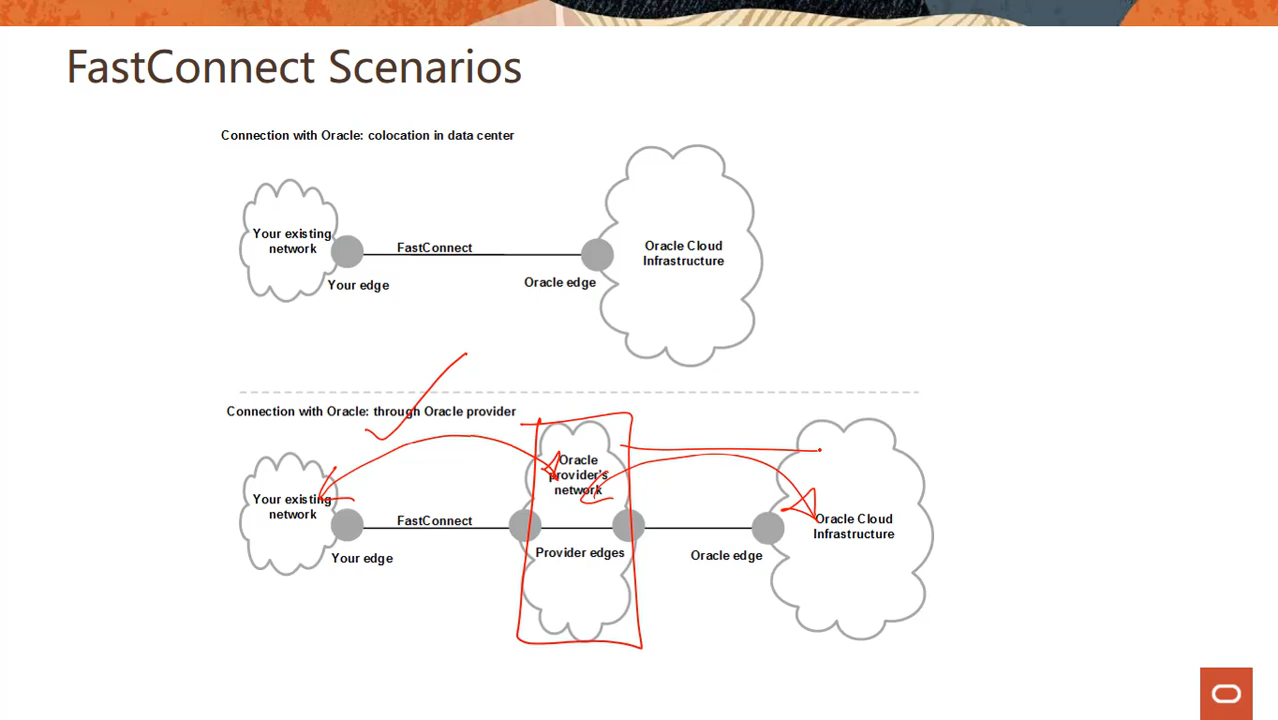 FastConnect Scenarios
Connection with Oracle: colocation in data center
Your existing
network
FastConnect
Oracle Cloud
Infrastructure
Your edge
Oracle edge
Connection with Oracle: through Oracle provider
Your existing
network
FastConnect
Oracle
provider's
network
Oracle Cloud
Infrastructure
Your edge
Provider edges
Oracle edge